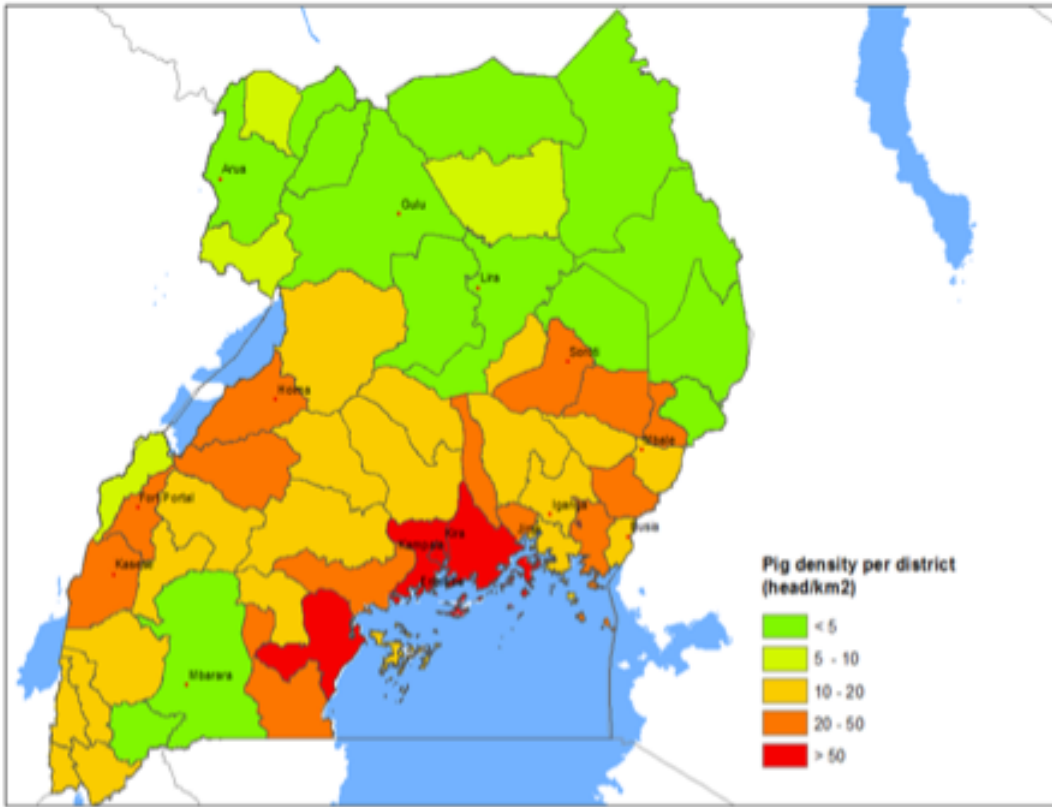 Arua
Gulu
Lira
Soroti
Hoima
Mbale
Fort Portal
Iganga
Jinja
Busia
Kira
Kampala
Kasese
Entebbe
Mbarara
Pig density per district
(head/km2)
< 5
5 - 10
10 - 20
20 - 50
> 50